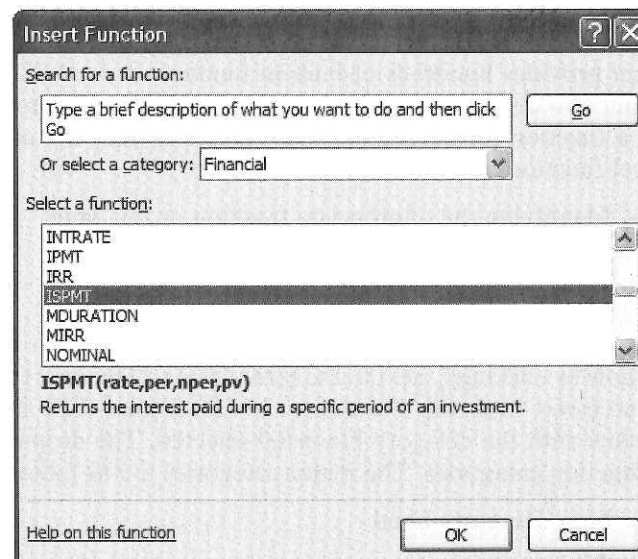 Insert Function
Search for a function:
Type a brief description of what you want to do and then click
Go
Go
Or select a category: Financial
Select a function:
INTRATE
IPMT
IRR
ISPMT
MDURATION
MIRR
NOMINAL
ISPMT(rate,per,nper,pv)
Returns the interest paid during a specific period of an investment.
Help on this function
OK
Cancel